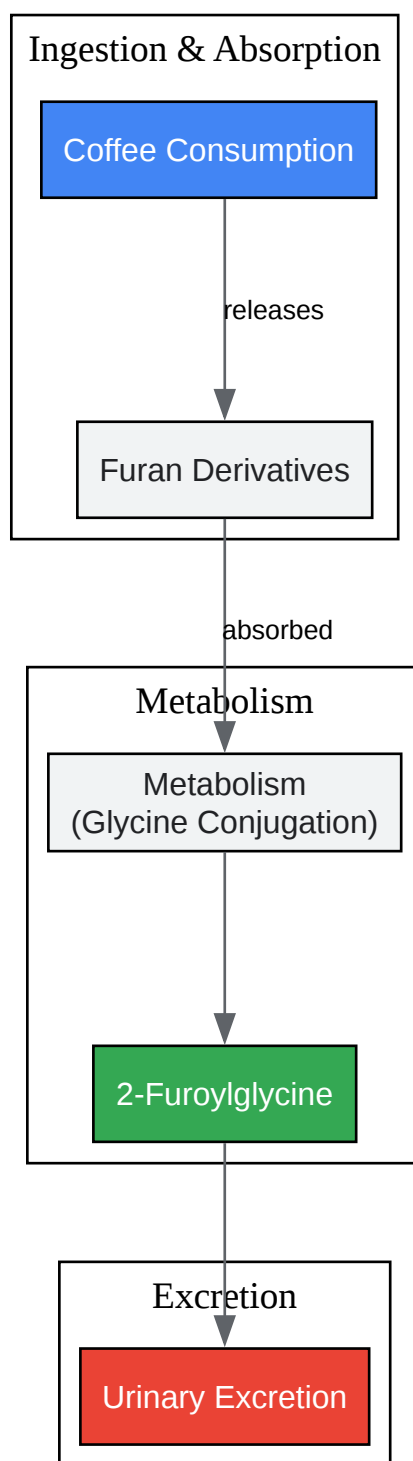 Ingestion & Absorption
Coffee Consumption
releases
Furan Derivatives
absorbed
Metabolism
Metabolism
(Glycine Conjugation)
2-Furoylglycine
Excretion
Urinary Excretion